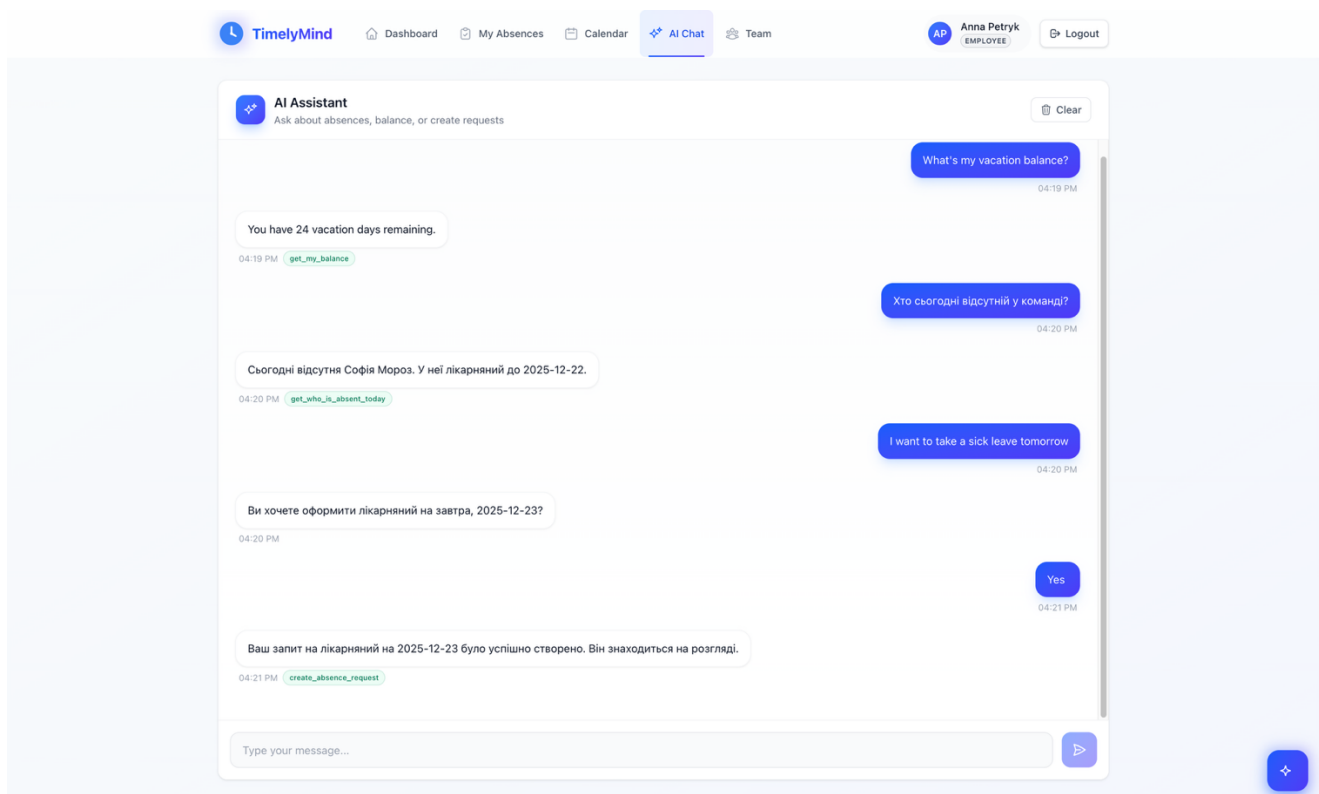 TimelyMind
Dashboard
My Absences
Calendar
AI Chat
Team
AP
Anna Petryk
EMPLOYEE
Logout
AI Assistant
Ask about absences, balance, or create requests
Clear
What's my vacation balance?
04:19 PM
You have 24 vacation days remaining.
04:19 PM get_my_balance
Хто сьогодні відсутній у команді?
04:20 PM
Сьогодні відсутня Софія Мороз. У неї лікарняний до 2025-12-22.
04:20 PM get_who_is_absent_today
I want to take a sick leave tomorrow
04:20 PM
Ви хочете оформити лікарняний на завтра, 2025-12-23?
04:20 PM
Yes
04:21 PM
Ваш запит на лікарняний на 2025-12-23 було успішно створено. Він знаходиться на розгляді.
04:21 PM create_absence_request
Type your message...